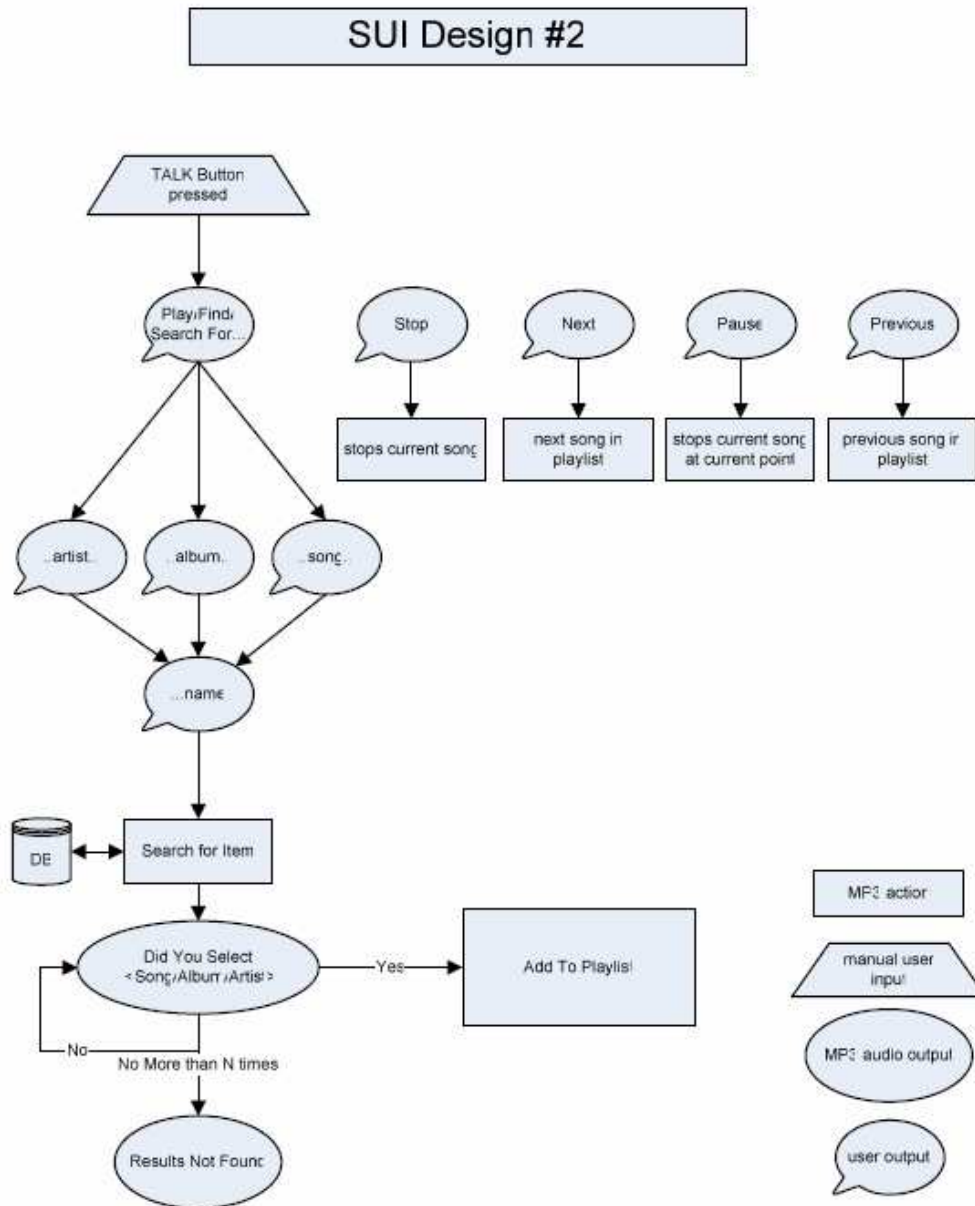 SUI Design #2
TALK Button
pressed
Play/Find/
Search For...
Stop
Next
Pause
Previous
stops current song
next song in
playlist
stops current song
at current point
previous song in
playlist
..artist..
..album..
..song..
...name
DB
Search for Item
Did You Select
<Song/Album/Artist>
Yes
Add To Playlist
No
No More than N times
Results Not Found
MP3 action
manual user
input
MP3 audio output
user output